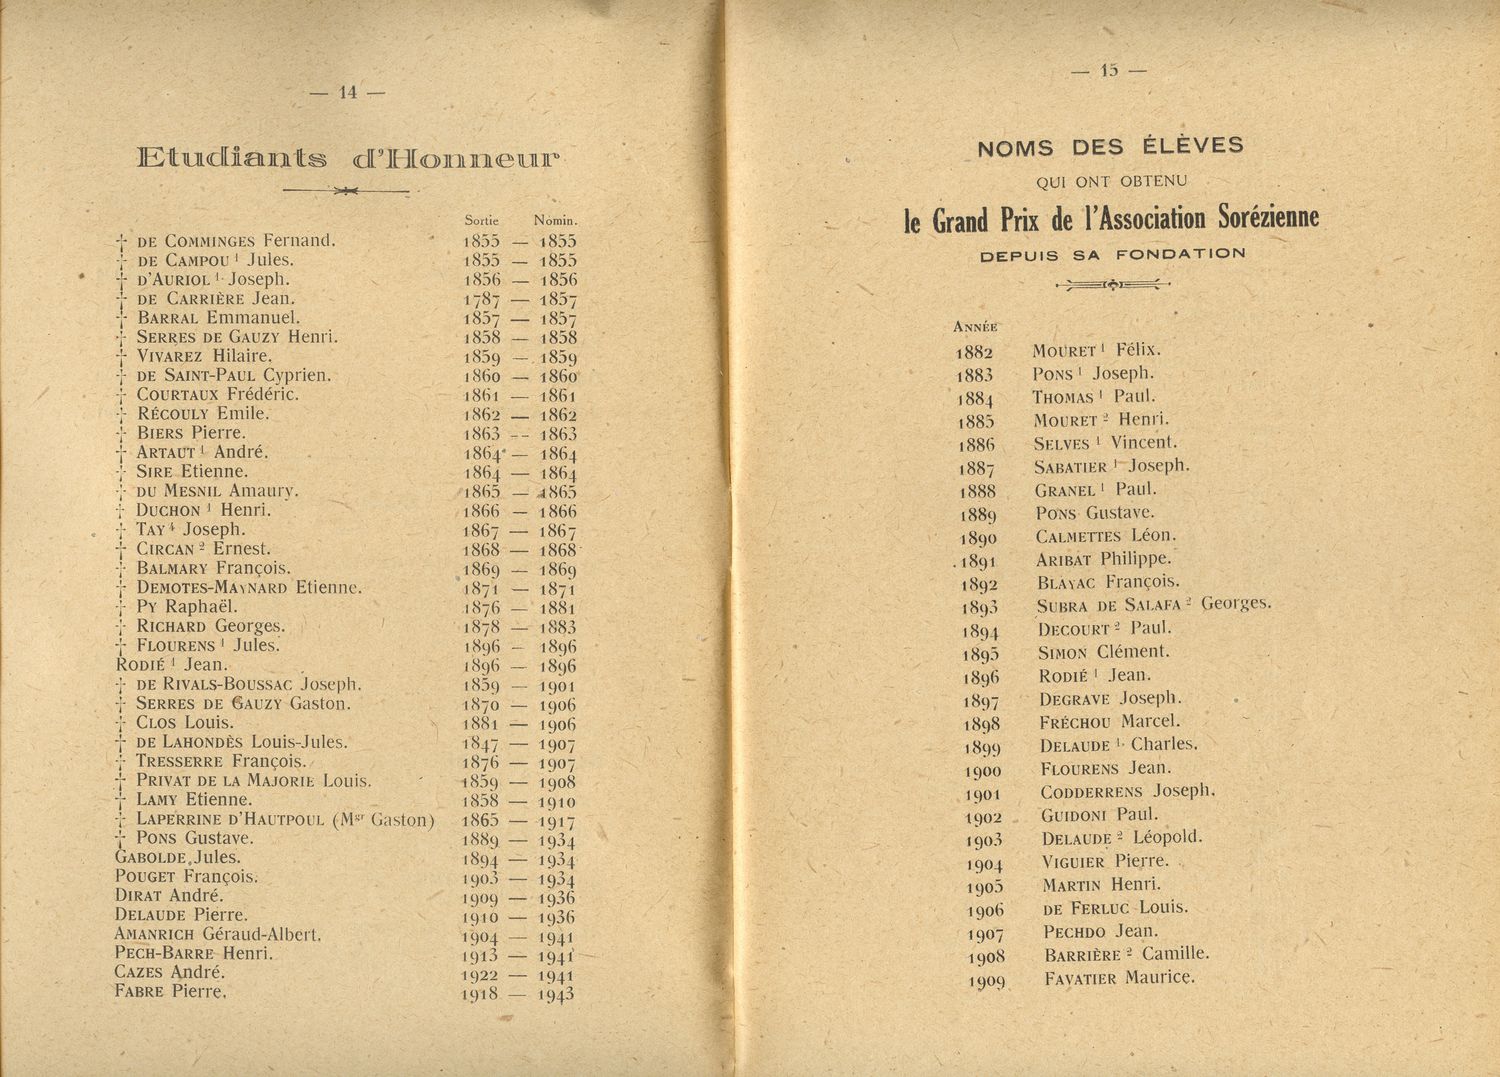 — 14 —
Etudiants d'Honneur
Sortie Nomin.
† DE COMMINGES Fernand. 1855 — 1855
† DE CAMPOU ¹ Jules. 1855 — 1855
† D'AURIOL ¹· Joseph. 1856 — 1856
† DE CARRIÈRE Jean. 1787 — 1857
† BARRAL Emmanuel. 1857 — 1857
† SERRES DE GAUZY Henri. 1858 — 1858
† VIVAREZ Hilaire. 1859 — 1859
† DE SAINT-PAUL Cyprien. 1860 — 1860
† COURTAUX Frédéric. 1861 — 1861
† RÉCOULY Emile. 1862 — 1862
† BIERS Pierre. 1863 -- 1863
† ARTAUT ¹ André. 1864 — 1864
† SIRE Etienne. 1864 — 1864
† DU MESNIL Amaury. 1865 — 1865
† DUCHON ¹ Henri. 1866 — 1866
† TAY ⁴ Joseph. 1867 — 1867
† CIRCAN ² Ernest. 1868 — 1868
† BALMARY François. 1869 — 1869
† DEMOTES-MAYNARD Etienne. 1871 — 1871
† PY Raphaël. 1876 — 1881
† RICHARD Georges. 1878 — 1883
† FLOURENS ¹ Jules. 1896 — 1896
RODIÉ ¹ Jean. 1896 — 1896
† DE RIVALS-BOUSSAC Joseph. 1859 — 1901
† SERRES DE GAUZY Gaston. 1870 — 1906
† CLOS Louis. 1881 — 1906
† DE LAHONDÈS Louis-Jules. 1847 — 1907
† TRESSERRE François. 1876 — 1907
† PRIVAT DE LA MAJORIE Louis. 1859 — 1908
† LAMY Etienne. 1858 — 1910
† LAPERRINE D'HAUTPOUL (Mgr Gaston) 1865 — 1917
† PONS Gustave. 1889 — 1934
GABOLDE Jules. 1894 — 1934
POUGET François. 1903 — 1934
DIRAT André. 1909 — 1936
DELAUDE Pierre. 1910 — 1936
AMANRICH Géraud-Albert. 1904 — 1941
PECH-BARRE Henri. 1913 — 1941
CAZES André. 1922 — 1941
FABRE Pierre. 1918 — 1943
— 15 —
NOMS DES ÉLÈVES
QUI ONT OBTENU
le Grand Prix de l'Association Sorézienne
DEPUIS SA FONDATION
ANNÉE
1882 MOURET ¹ Félix.
1883 PONS ¹ Joseph.
1884 THOMAS ¹ Paul.
1885 MOURET ² Henri.
1886 SELVES ¹ Vincent.
1887 SABATIER ¹ Joseph.
1888 GRANEL ¹ Paul.
1889 PONS Gustave.
1890 CALMETTES Léon.
1891 ARIBAT Philippe.
1892 BLAYAC François.
1893 SUBRA DE SALAFA ² Georges.
1894 DECOURT ² Paul.
1895 SIMON Clément.
1896 RODIÉ ¹ Jean.
1897 DEGRAVE Joseph.
1898 FRÉCHOU Marcel.
1899 DELAUDE ¹· Charles.
1900 FLOURENS Jean.
1901 CODDERRENS Joseph.
1902 GUIDONI Paul.
1903 DELAUDE ² Léopold.
1904 VIGUIER Pierre.
1905 MARTIN Henri.
1906 DE FERLUC Louis.
1907 PECHDO Jean.
1908 BARRIÈRE ² Camille.
1909 FAVATIER Maurice.